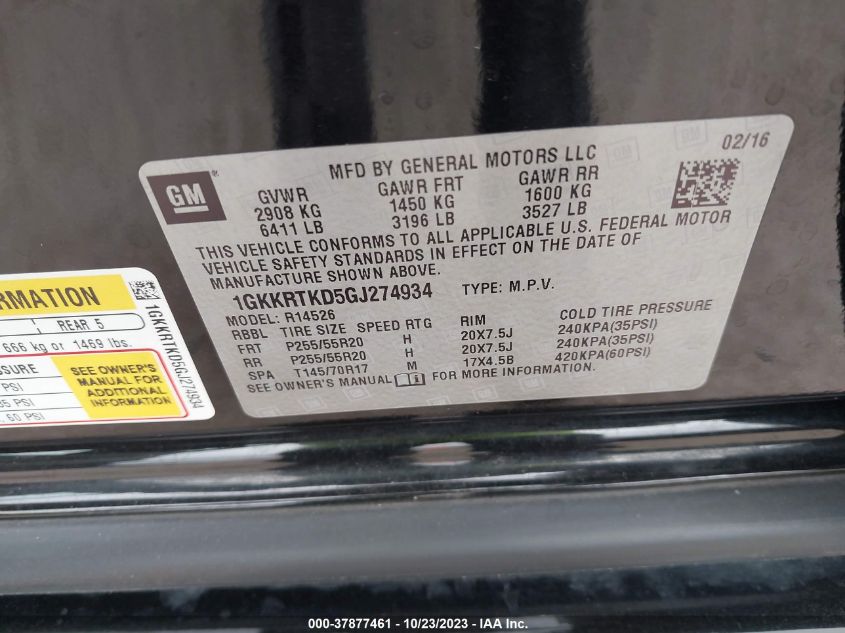 02/16
MFD BY GENERAL MOTORS LLC
GM
GVWR GAWR FRT GAWR RR
2908 KG 1450 KG 1600 KG
6411 LB 3196 LB 3527 LB
THIS VEHICLE CONFORMS TO ALL APPLICABLE U.S. FEDERAL MOTOR
VEHICLE SAFETY STANDARDS IN EFFECT ON THE DATE OF
MANUFACTURE SHOWN ABOVE.
1GKKRTKD5GJ274934 TYPE: M.P.V.
MODEL: R14526
RBBL TIRE SIZE SPEED RTG RIM COLD TIRE PRESSURE
FRT P255/55R20 H 20X7.5J 240KPA(35PSI)
RR P255/55R20 H 20X7.5J 240KPA(35PSI)
SPA T145/70R17 M 17X4.5B 420KPA(60PSI)
SEE OWNER'S MANUAL FOR MORE INFORMATION.
REAR 5
666 kg or 1469 lbs.
SEE OWNER'S
MANUAL FOR
ADDITIONAL
INFORMATION
PSI
60 PSI
1GKKRTKD5GJ274934
000-37877461 - 10/23/2023 - IAA Inc.